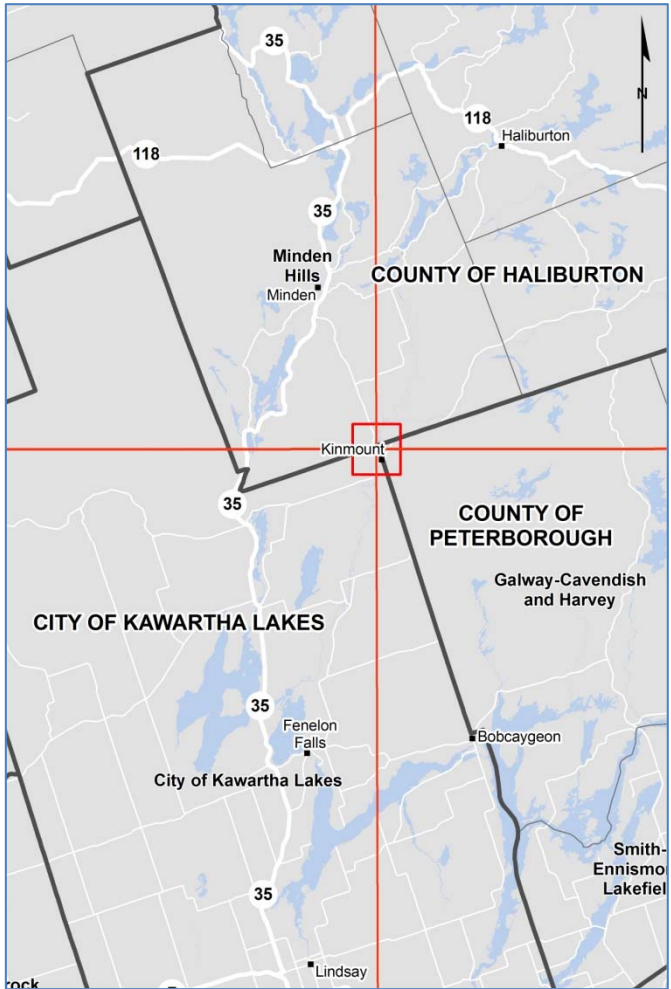 35
N
118
Haliburton
118
35
Minden
Hills
Minden
COUNTY OF HALIBURTON
Kinmount
35
COUNTY OF
PETERBOROUGH
Galway-Cavendish
and Harvey
CITY OF KAWARTHA LAKES
35
Fenelon
Falls
Bobcaygeon
City of Kawartha Lakes
Smith-
Ennismo
Lakefiel
35
Lindsay
rock
7